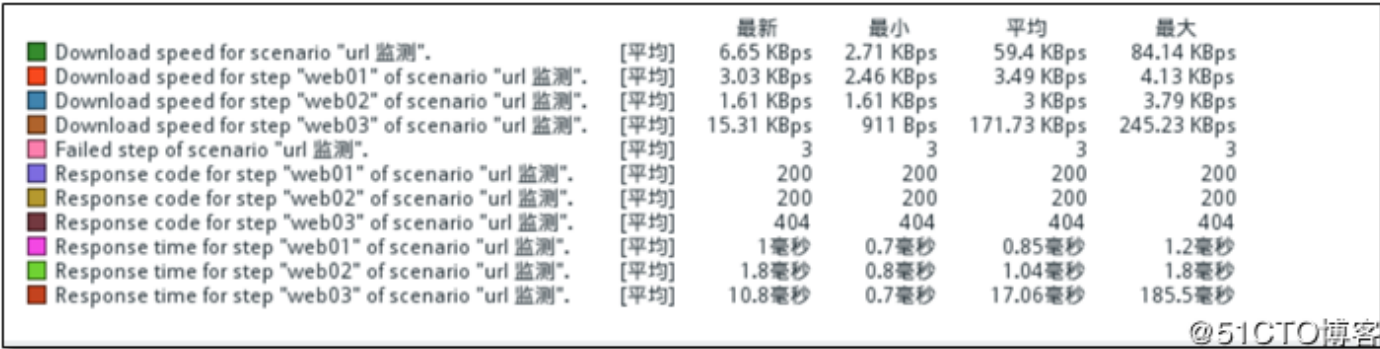 最新 最小 平均 最大
Download speed for scenario "url 监测". [平均] 6.65 KBps 2.71 KBps 59.4 KBps 84.14 KBps
Download speed for step "web01" of scenario "url 监测". [平均] 3.03 KBps 2.46 KBps 3.49 KBps 4.13 KBps
Download speed for step "web02" of scenario "url 监测". [平均] 1.61 KBps 1.61 KBps 3 KBps 3.79 KBps
Download speed for step "web03" of scenario "url 监测". [平均] 15.31 KBps 911 Bps 171.73 KBps 245.23 KBps
Failed step of scenario "url 监测". [平均] 3 3 3 3
Response code for step "web01" of scenario "url 监测". [平均] 200 200 200 200
Response code for step "web02" of scenario "url 监测". [平均] 200 200 200 200
Response code for step "web03" of scenario "url 监测". [平均] 404 404 404 404
Response time for step "web01" of scenario "url 监测". [平均] 1毫秒 0.7毫秒 0.85毫秒 1.2毫秒
Response time for step "web02" of scenario "url 监测". [平均] 1.8毫秒 0.8毫秒 1.04毫秒 1.8毫秒
Response time for step "web03" of scenario "url 监测". [平均] 10.8毫秒 0.7毫秒 17.06毫秒 185.5毫秒
@51CTO博客